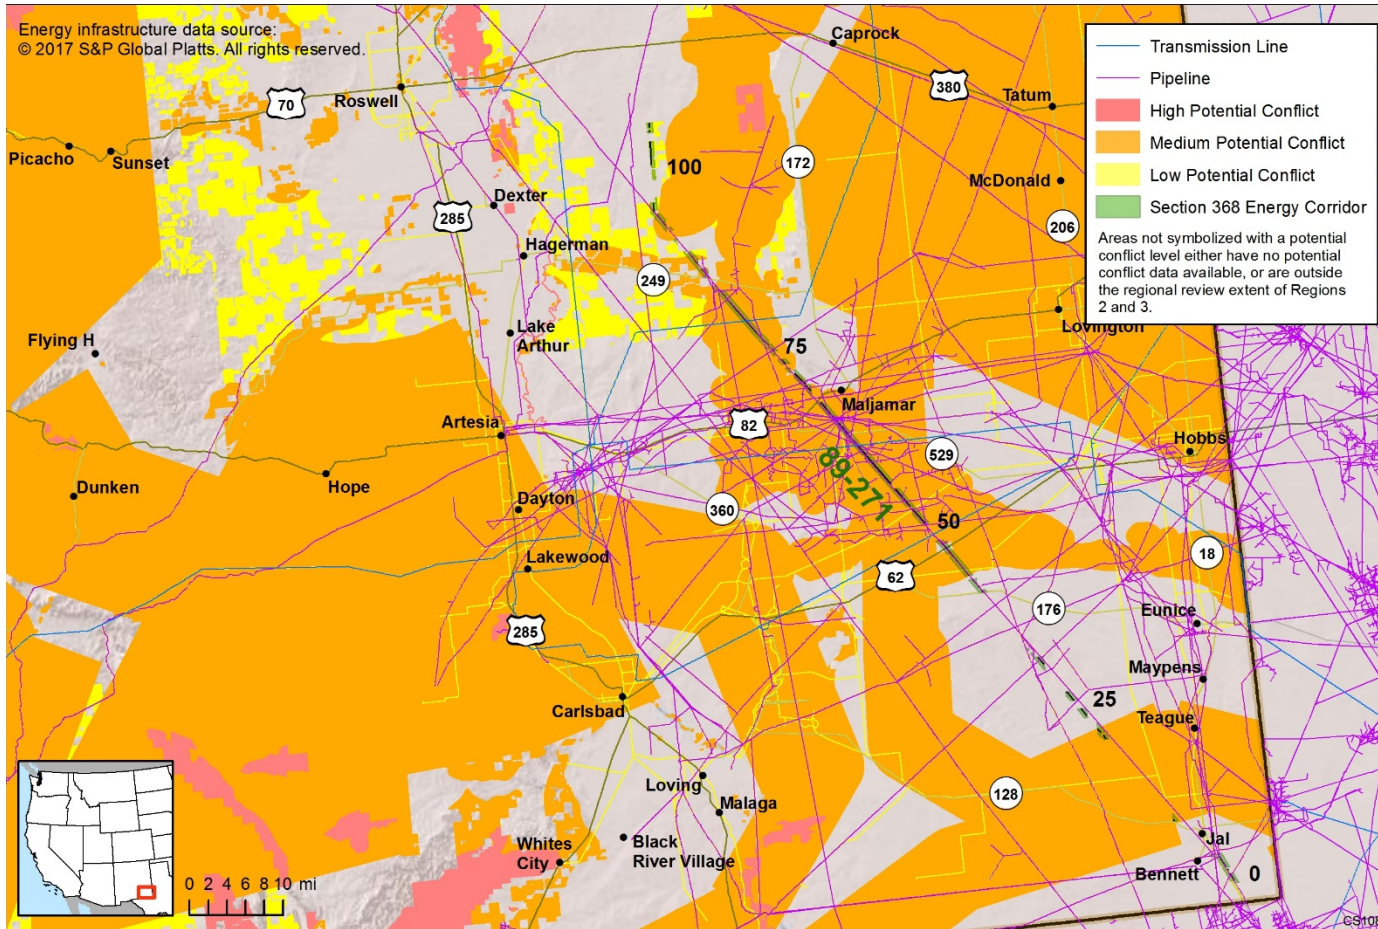 Energy infrastructure data source:
© 2017 S&P Global Platts. All rights reserved.
Caprock
Transmission Line
Pipeline
High Potential Conflict
Medium Potential Conflict
Low Potential Conflict
Section 368 Energy Corridor
Areas not symbolized with a potential
conflict level either have no potential
conflict data available, or are outside
the regional review extent of Regions
2 and 3.
70
Roswell
380
Tatum
Picacho
Sunset
100
172
McDonald
Dexter
285
206
Hagerman
249
Lovington
Flying H
Lake
Arthur
75
Maljamar
Artesia
82
Hobbs
529
89-271
Hope
Dunken
Dayton
360
50
Lakewood
18
62
176
Eunice
285
Maypens
25
Carlsbad
Teague
Loving
128
Malaga
Whites
City
Black
River Village
Jal
Bennett
0
0 2 4 6 8 10 mi
CS108